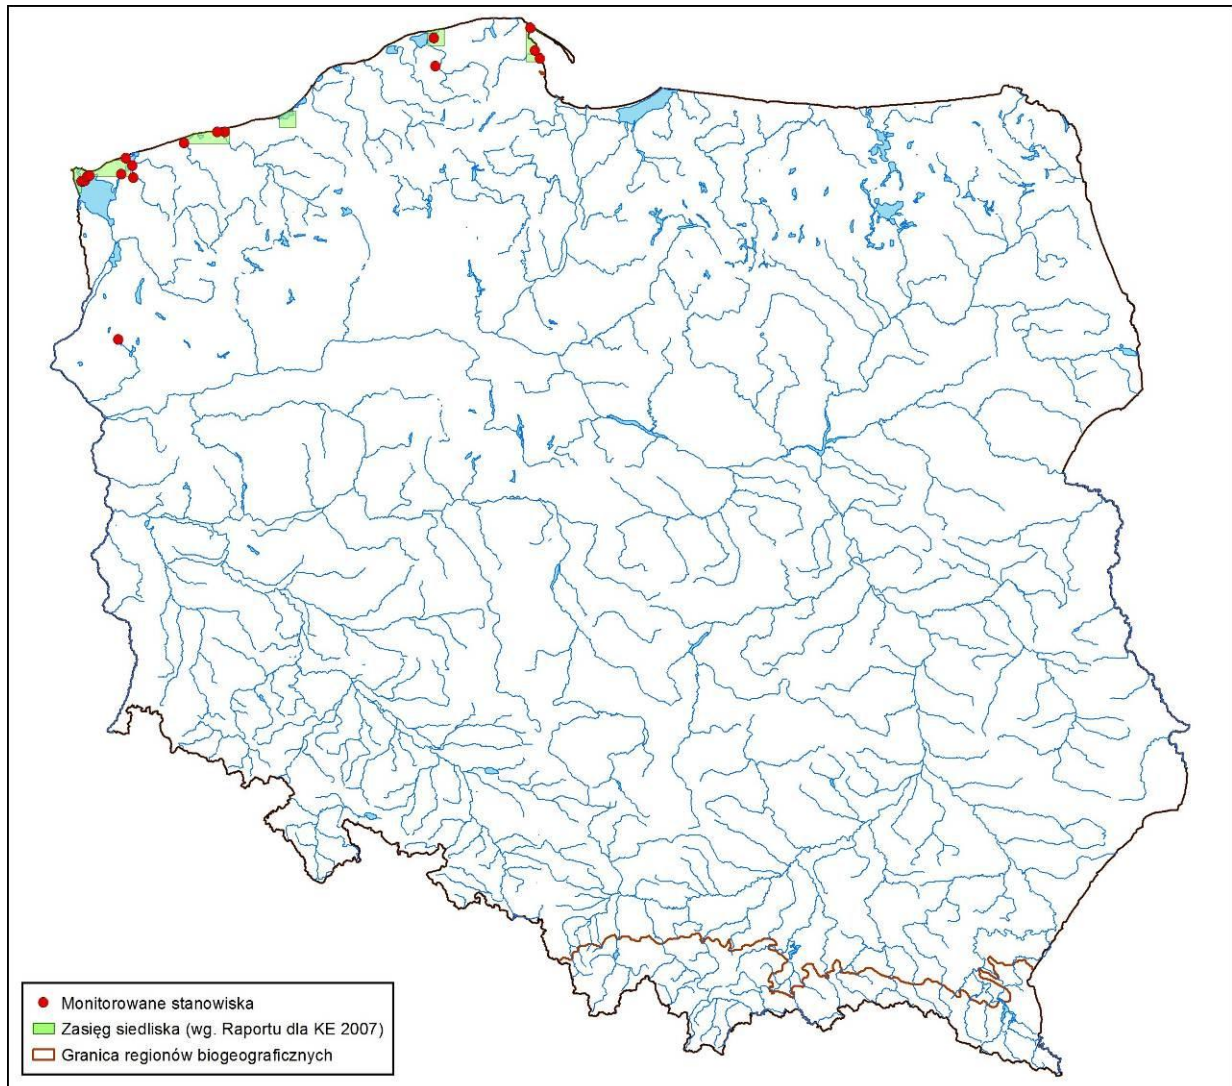 Monitorowane stanowiska
Zasięg siedliska (wg. Raportu dla KE 2007)
Granica regionów biogeograficznych